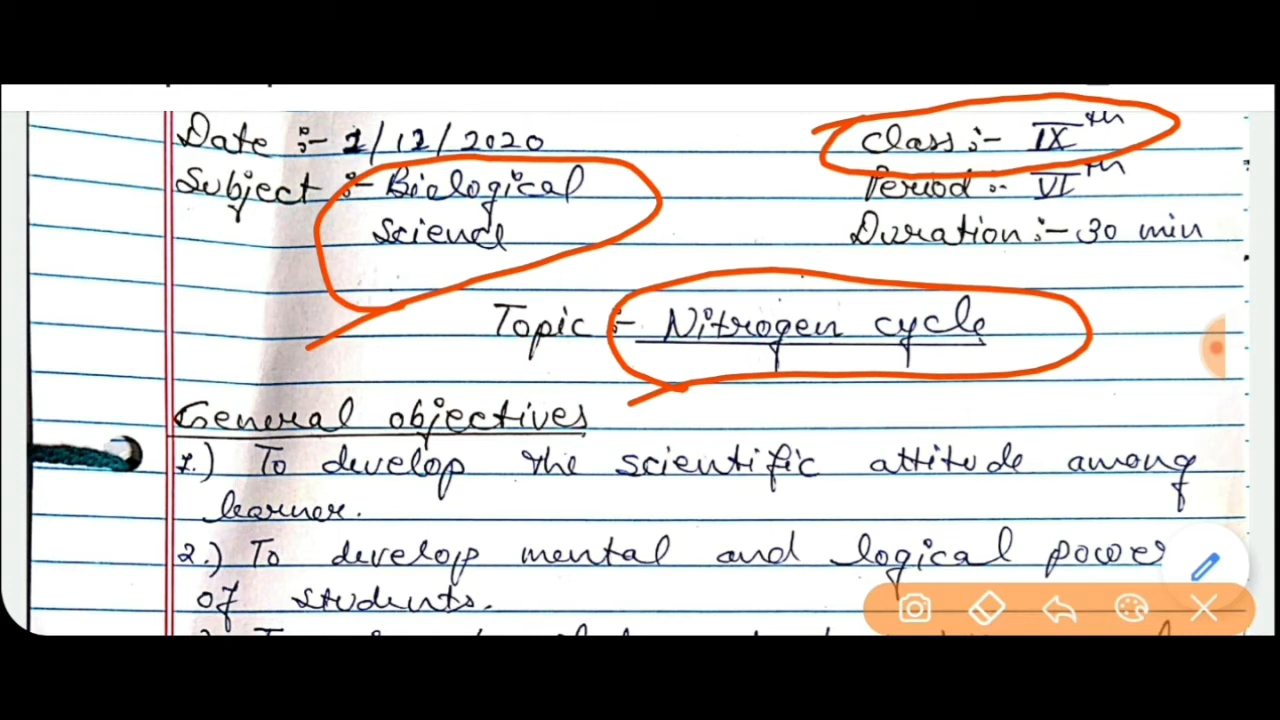 Date :- 1/12/2020
Class :- IXth
Subject :- Biological
Period :- VIth
Science
Duration :- 30 min
Topic :- Nitrogen cycle
General objectives
1.) To develop the scientific attitude among
learner.
2.) To develop mental and logical power
of students.